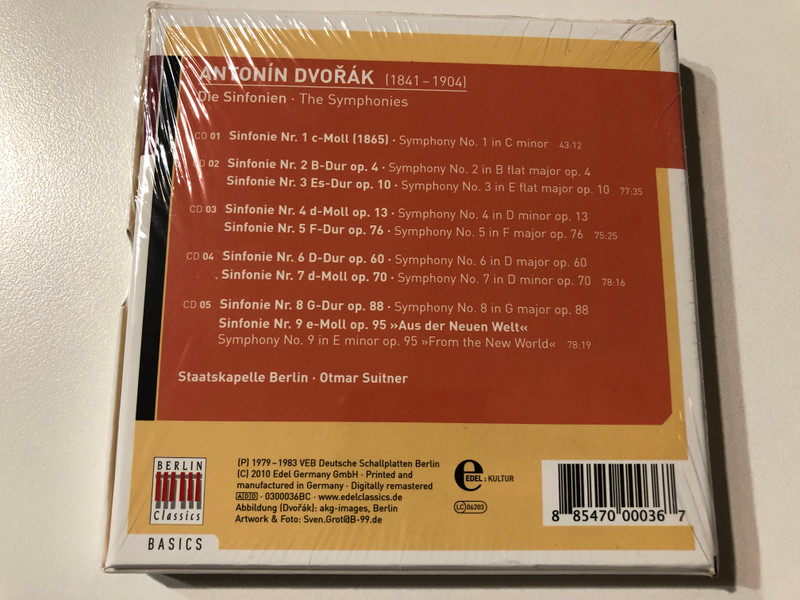 ANTONÍN DVOŘÁK (1841–1904)
Die Sinfonien · The Symphonies
CD 01 Sinfonie Nr. 1 c-Moll (1865) · Symphony No. 1 in C minor 43:12
CD 02 Sinfonie Nr. 2 B-Dur op. 4 · Symphony No. 2 in B flat major op. 4
Sinfonie Nr. 3 Es-Dur op. 10 · Symphony No. 3 in E flat major op. 10 77:35
CD 03 Sinfonie Nr. 4 d-Moll op. 13 · Symphony No. 4 in D minor op. 13
Sinfonie Nr. 5 F-Dur op. 76 · Symphony No. 5 in F major op. 76 75:25
CD 04 Sinfonie Nr. 6 D-Dur op. 60 · Symphony No. 6 in D major op. 60
Sinfonie Nr. 7 d-Moll op. 70 · Symphony No. 7 in D minor op. 70 78:16
CD 05 Sinfonie Nr. 8 G-Dur op. 88 · Symphony No. 8 in G major op. 88
Sinfonie Nr. 9 e-Moll op. 95 »Aus der Neuen Welt«
Symphony No. 9 in E minor op. 95 »From the New World« 78:19
Staatskapelle Berlin · Otmar Suitner
BERLIN
Classics
BASICS
(P) 1979–1983 VEB Deutsche Schallplatten Berlin
(C) 2010 Edel Germany GmbH · Printed and
manufactured in Germany · Digitally remastered
ADD · 0300036BC · www.edelclassics.de
Abbildung (Dvořák): akg-images, Berlin
Artwork & Foto: Sven.Grot@B-99.de
e
EDEL:KULTUR
LC 06203
8 85470 00036 7